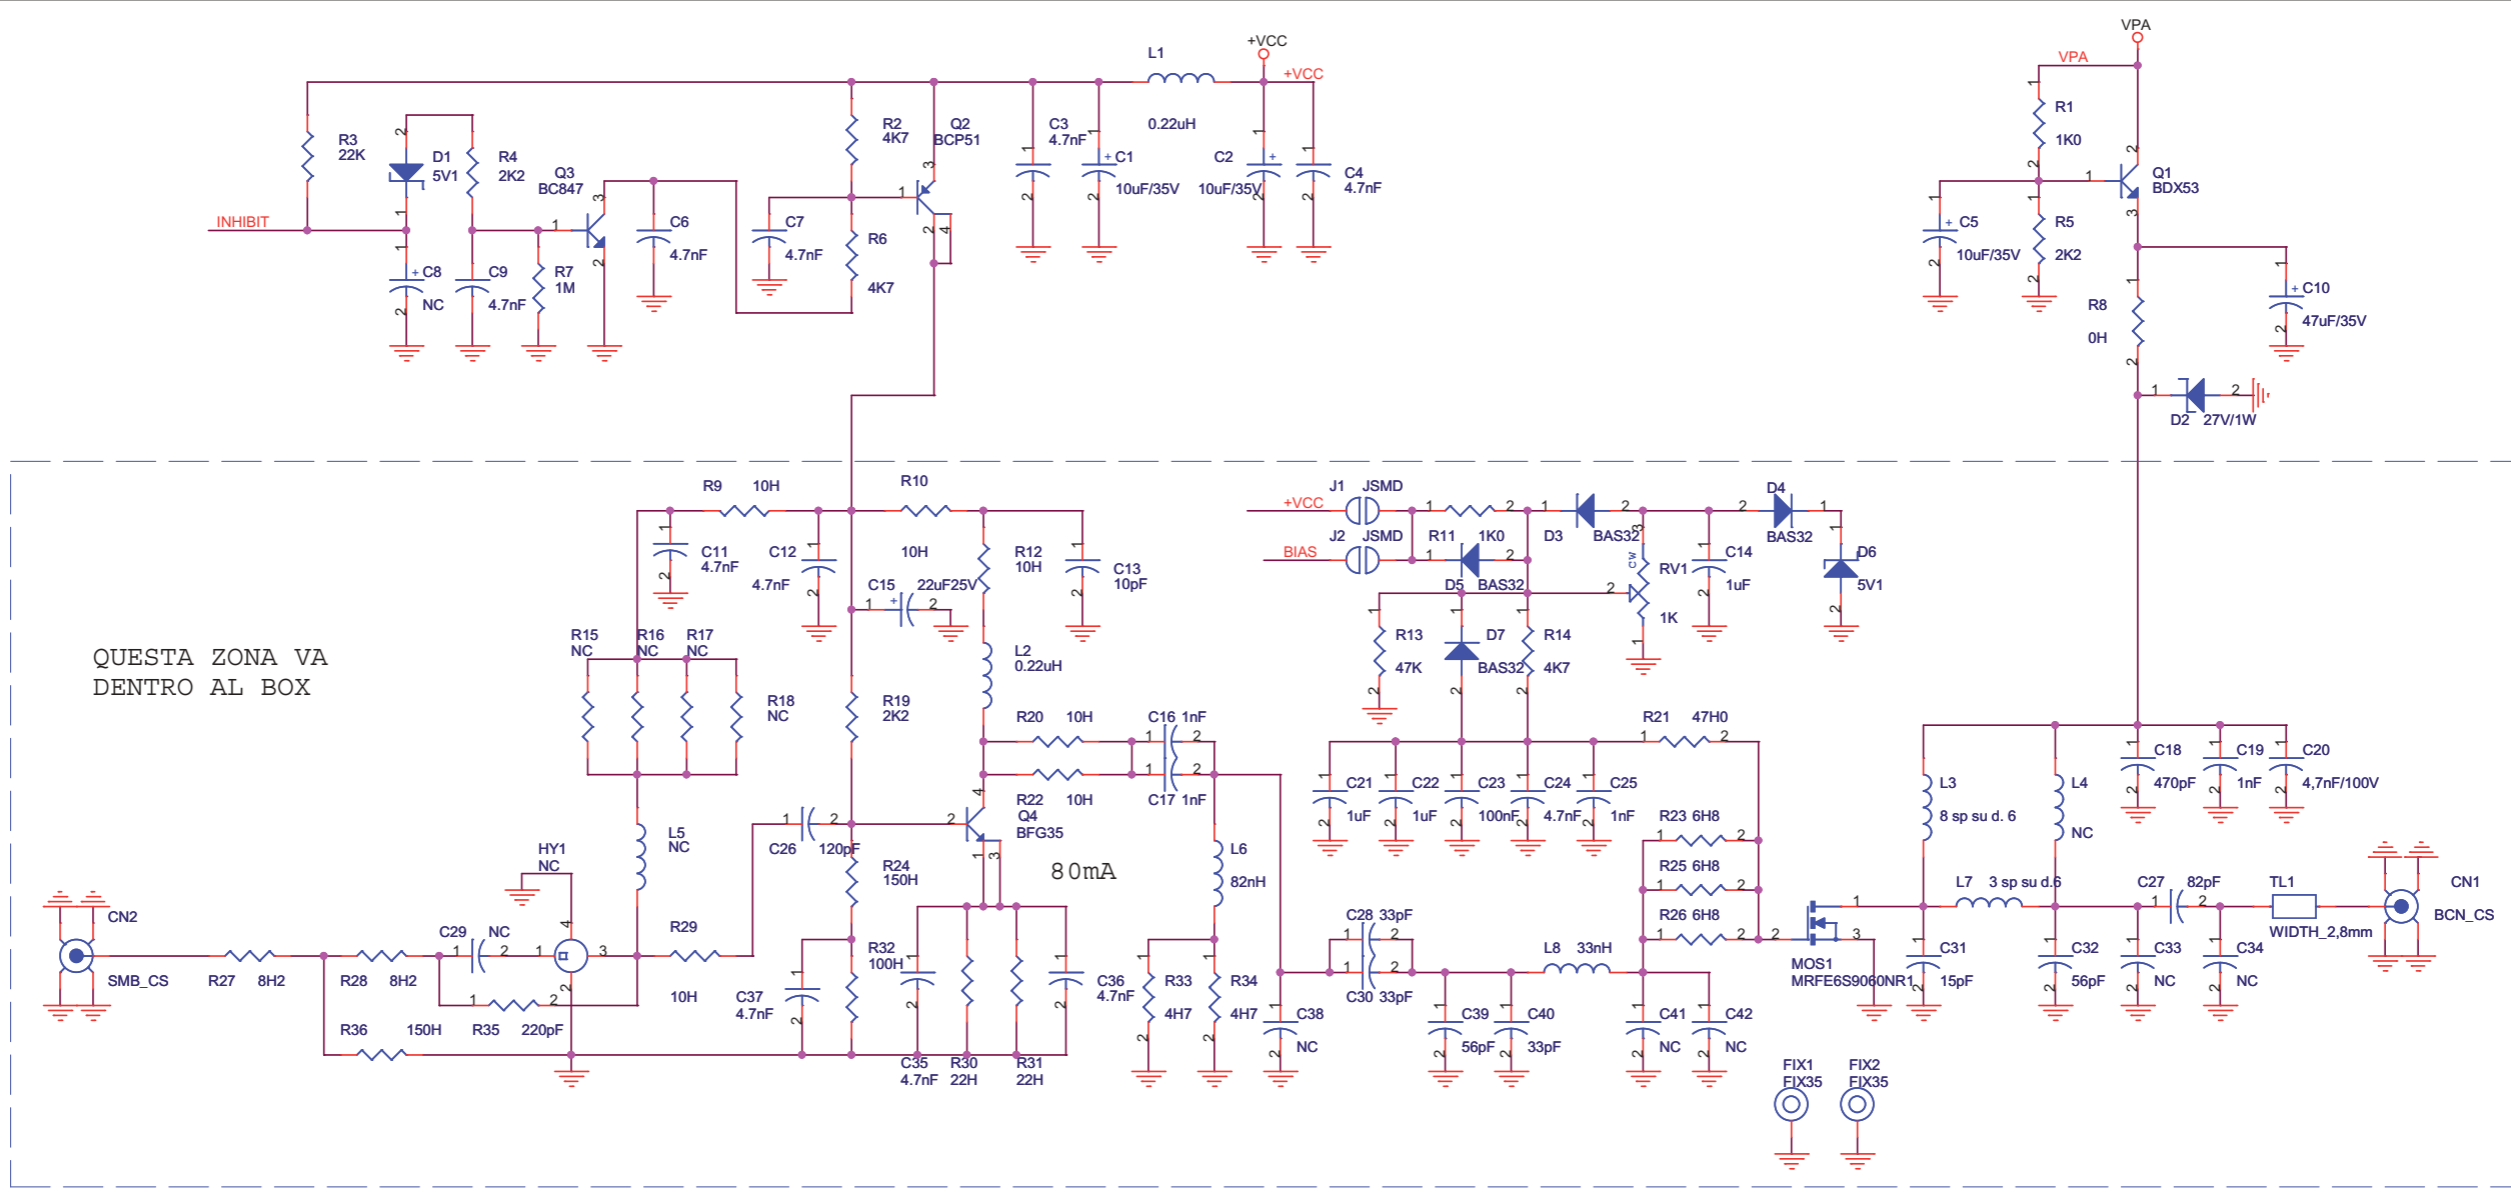 VPA
+VCC
L1
+VCC
VPA
0.22uH
R3
22K
D1
5V1
R4
2K2
Q3
BC847
R2
4K7
Q2
BCP51
C3
4.7nF
C1
10uF/35V
C2
10uF/35V
C4
4.7nF
R1
1K0
Q1
BDX53
INHIBIT
C8
NC
C9
4.7nF
R7
1M
C6
4.7nF
C7
4.7nF
R6
4K7
C5
10uF/35V
R5
2K2
R8
0H
C10
47uF/35V
D2 27V/1W
R9 10H
R10
10H
C11
4.7nF
C12
4.7nF
C15 22uF25V
R12
10H
C13
10pF
+VCC
J1 JSMD
BIAS
J2 JSMD
R11 1K0
D3 BAS32
D5 BAS32
CW
RV1
1K
C14
1uF
D4
BAS32
D6
5V1
R13
47K
D7
BAS32
R14
4K7
QUESTA ZONA VA
DENTRO AL BOX
R15
NC
R16
NC
R17
NC
R18
NC
L2
0.22uH
R19
2K2
R20 10H
C16 1nF
R22 10H
C17 1nF
Q4
BFG35
80mA
R21 47H0
C21
1uF
C22
1uF
C23
100nF
C24
4.7nF
C25
1nF
R23 6H8
R25 6H8
R26 6H8
L3
8 sp su d. 6
L4
NC
C18
470pF
C19
1nF
C20
4,7nF/100V
L5
NC
HY1
NC
C26 120pF
R24
150H
L6
82nH
CN2
SMB_CS
R27 8H2
R28 8H2
C29 NC
R29
10H
R32
100H
C37
4.7nF
C36
4.7nF
R33
4H7
R34
4H7
C28 33pF
C30 33pF
L8 33nH
MOS1
MRFE6S9060NR1
L7 3 sp su d.6
C27 82pF
TL1
WIDTH_2,8mm
CN1
BCN_CS
C31
15pF
C32
56pF
C33
NC
C34
NC
R36 150H
R35 220pF
C35
4.7nF
R30
22H
R31
22H
C38
NC
C39
56pF
C40
33pF
C41
NC
C42
NC
FIX1
FIX35
FIX2
FIX35